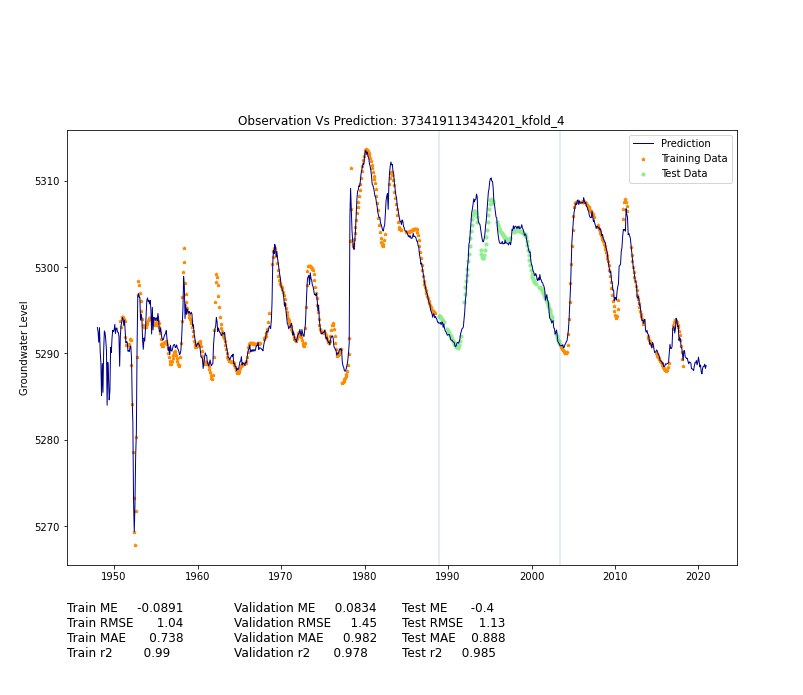 Observation Vs Prediction: 373419113434201_kfold_4
Prediction
Training Data
Test Data
Groundwater Level
5310
5300
5290
5280
5270
1950 1960 1970 1980 1990 2000 2010 2020
Train ME -0.0891 Validation ME 0.0834 Test ME -0.4
Train RMSE 1.04 Validation RMSE 1.45 Test RMSE 1.13
Train MAE 0.738 Validation MAE 0.982 Test MAE 0.888
Train r2 0.99 Validation r2 0.978 Test r2 0.985